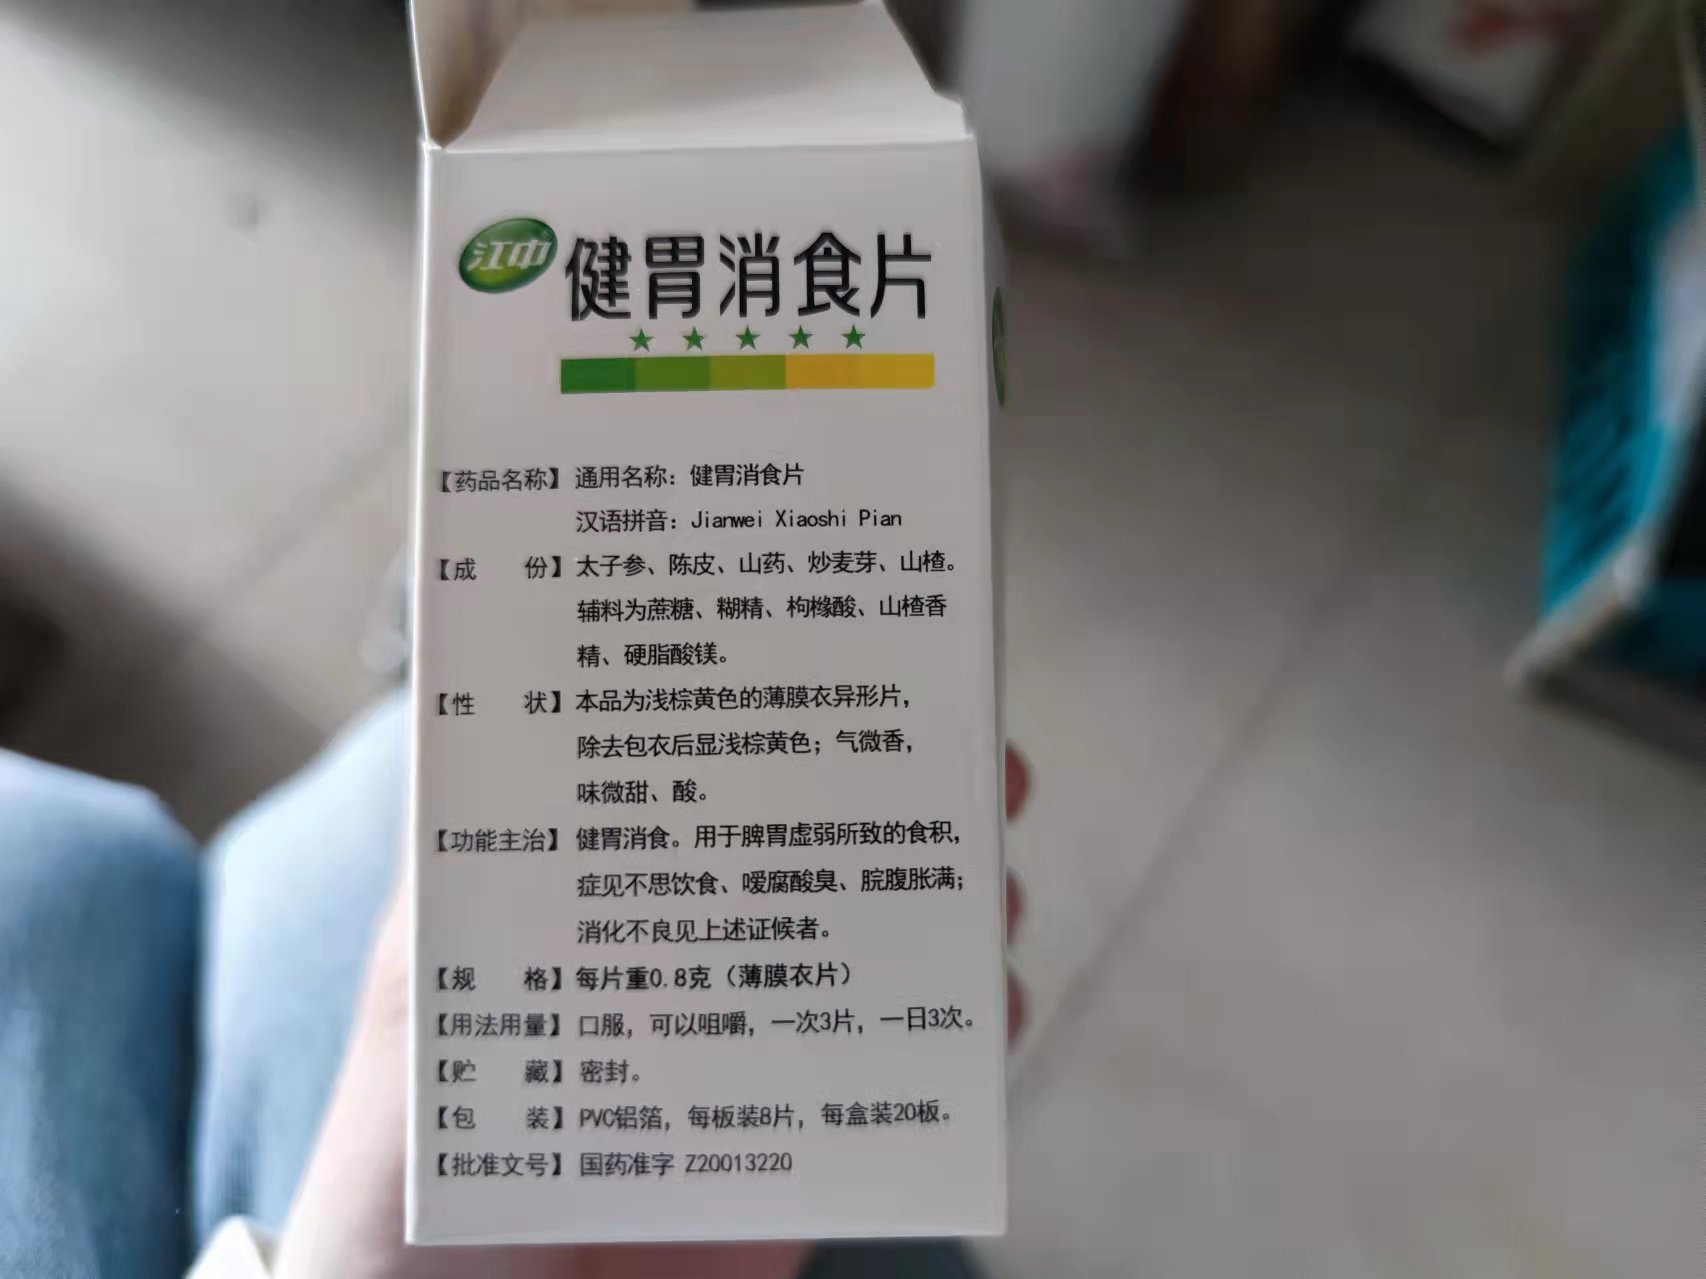 江中
健胃消食片
【药品名称】通用名称：健胃消食片
汉语拼音：Jianwei Xiaoshi Pian
【成　　份】太子参、陈皮、山药、炒麦芽、山楂。
辅料为蔗糖、糊精、枸橼酸、山楂香
精、硬脂酸镁。
【性　　状】本品为浅棕黄色的薄膜衣异形片，
除去包衣后显浅棕黄色；气微香，
味微甜、酸。
【功能主治】健胃消食。用于脾胃虚弱所致的食积，
症见不思饮食、嗳腐酸臭、脘腹胀满；
消化不良见上述证候者。
【规　　格】每片重0.8克（薄膜衣片）
【用法用量】口服，可以咀嚼，一次3片，一日3次。
【贮　　藏】密封。
【包　　装】PVC铝箔，每板装8片，每盒装20板。
【批准文号】国药准字 Z20013220